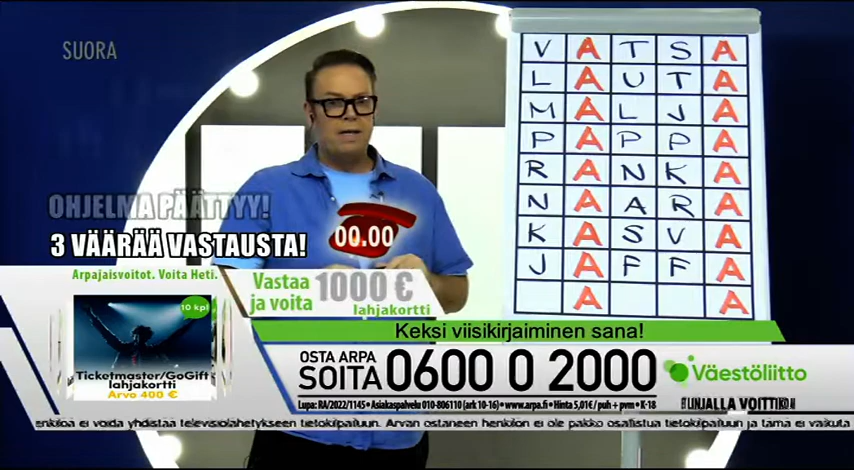 SUORA
V A T S A
L A U T A
M A L J A
P A P P A
R A N K A
N A A R A
K A S V A
J A F F A
A A
OHJELMA PÄÄTTYY!
3 VÄÄRÄÄ VASTAUSTA!
00.00
Arpajaisvoitot. Voita Heti.
Vastaa ja voita 1000 € lahjakortti
10 kpl
Ticketmaster/GoGift
lahjakortti
Arvo 400 €
Keksi viisikirjaiminen sana!
OSTA ARPA
SOITA 0600 0 2000
Väestöliitto
Lupa: RA/2022/1145 • Asiakaspalvelu 010-806110 (ark 10-16) • www.arpa.fi • Hinta 5,01€/ puh + pvm • K-18
LINJALLA VOITTIKO
enkilöä ei voida yhdistää televisiolähetykseen tietokilpailuun. Arvan ostaneen henkilön ei ole pakko osallistua tietokilpailuun ja tämä ei vaikuta